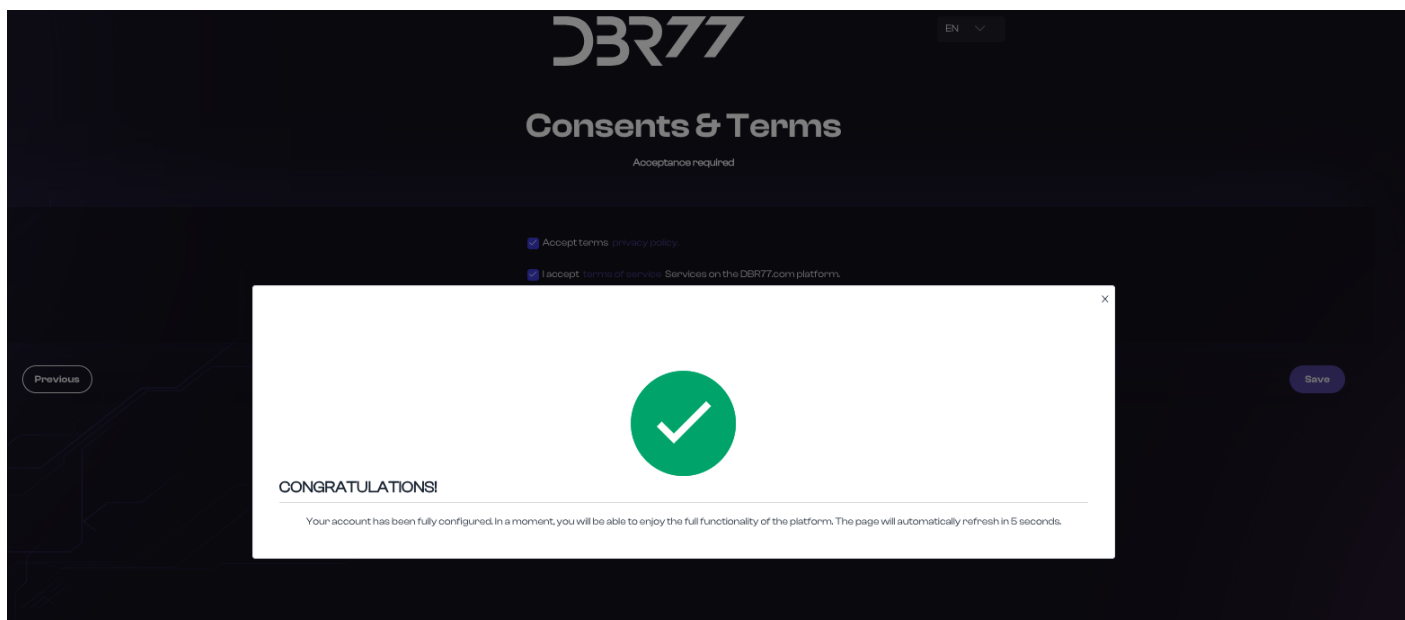 DBR77
EN
Consents & Terms
Acceptance required
Accept terms privacy policy.
I accept terms of service Services on the DBR77.com platform.
X
Previous
Save
CONGRATULATIONS!
Your account has been fully configured. In a moment, you will be able to enjoy the full functionality of the platform. The page will automatically refresh in 5 seconds.